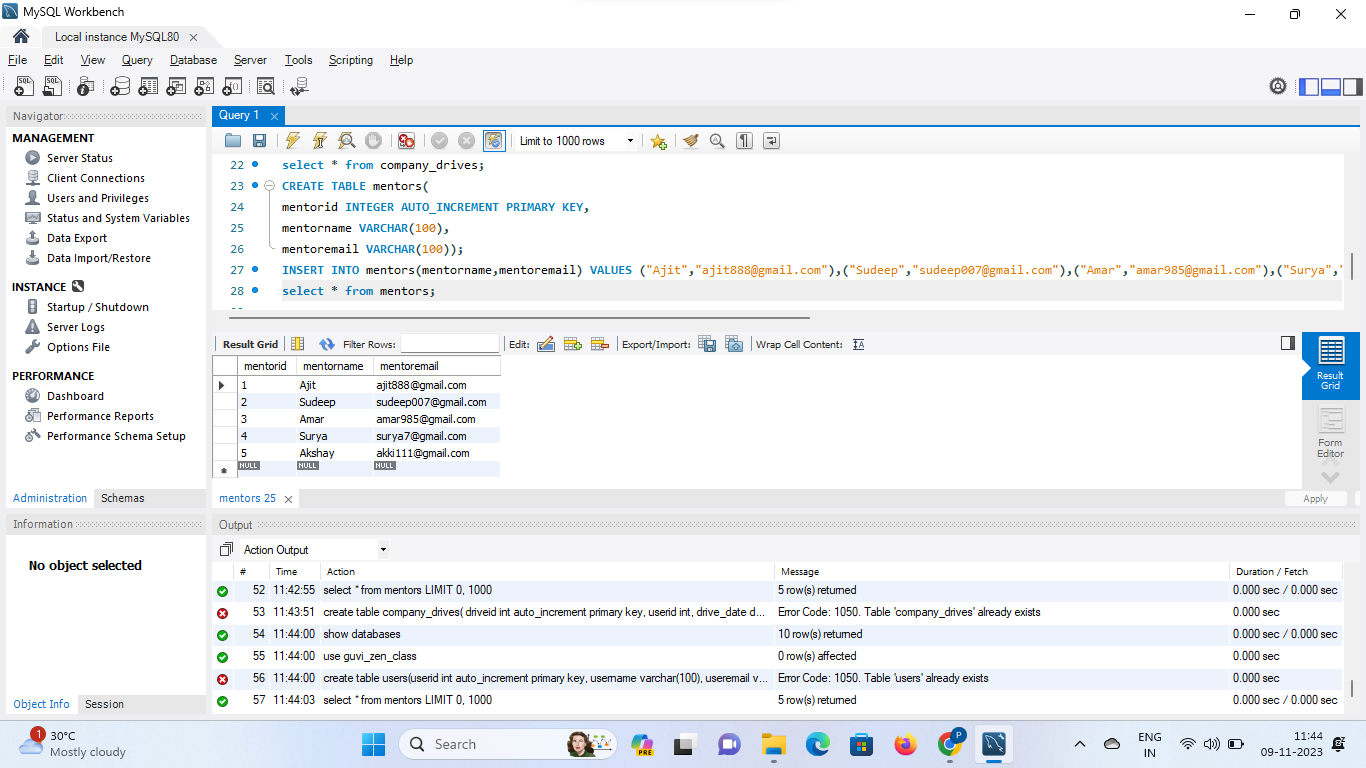 MySQL Workbench
Local instance MySQL80
File Edit View Query Database Server Tools Scripting Help
Navigator
MANAGEMENT
Server Status
Client Connections
Users and Privileges
Status and System Variables
Data Export
Data Import/Restore
INSTANCE
Startup / Shutdown
Server Logs
Options File
PERFORMANCE
Dashboard
Performance Reports
Performance Schema Setup
Administration Schemas
Information
No object selected
Object Info Session
Query 1
Limit to 1000 rows
22 select * from company_drives;
23 CREATE TABLE mentors(
24 mentorid INTEGER AUTO_INCREMENT PRIMARY KEY,
25 mentorname VARCHAR(100),
26 mentoremail VARCHAR(100));
27 INSERT INTO mentors(mentorname,mentoremail) VALUES ("Ajit","ajit888@gmail.com"),("Sudeep","sudeep007@gmail.com"),("Amar","amar985@gmail.com"),("Surya","
28 select * from mentors;
Result Grid Filter Rows: Edit: Export/Import: Wrap Cell Content:
mentorid mentorname mentoremail
1 Ajit ajit888@gmail.com
2 Sudeep sudeep007@gmail.com
3 Amar amar985@gmail.com
4 Surya surya7@gmail.com
5 Akshay akki111@gmail.com
NULL NULL NULL
Result
Grid
Form
Editor
mentors 25
Apply
Output
Action Output
# Time Action Message Duration / Fetch
52 11:42:55 select * from mentors LIMIT 0, 1000 5 row(s) returned 0.000 sec / 0.000 sec
53 11:43:51 create table company_drives( driveid int auto_increment primary key, userid int, drive_date d... Error Code: 1050. Table 'company_drives' already exists 0.000 sec
54 11:44:00 show databases 10 row(s) returned 0.000 sec / 0.000 sec
55 11:44:00 use guvi_zen_class 0 row(s) affected 0.000 sec
56 11:44:00 create table users(userid int auto_increment primary key, username varchar(100), useremail v... Error Code: 1050. Table 'users' already exists 0.000 sec
57 11:44:03 select * from mentors LIMIT 0, 1000 5 row(s) returned 0.000 sec / 0.000 sec
1
30°C
Mostly cloudy
Search
PRE
P
ENG
IN
11:44
09-11-2023